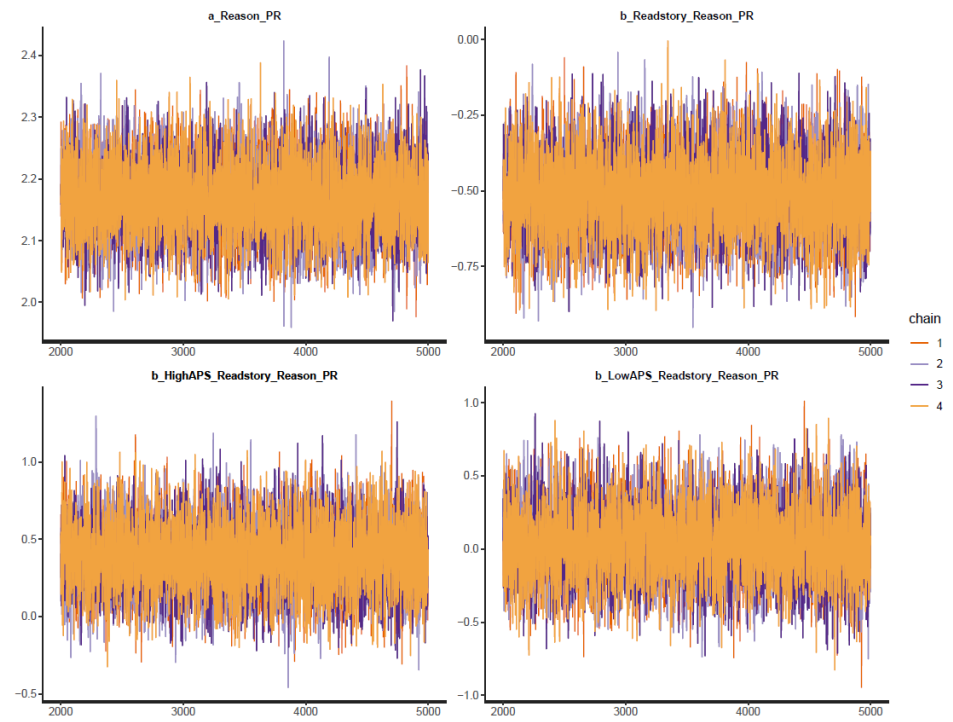 a_Reason_PR
b_Readstory_Reason_PR
2.4
2.3
2.2
2.1
2.0
0.00
−0.25
−0.50
−0.75
2000 3000 4000 5000
2000 3000 4000 5000
chain
1
2
3
4
b_HighAPS_Readstory_Reason_PR
b_LowAPS_Readstory_Reason_PR
1.0
0.5
0.0
−0.5
1.0
0.5
0.0
−0.5
−1.0
2000 3000 4000 5000
2000 3000 4000 5000